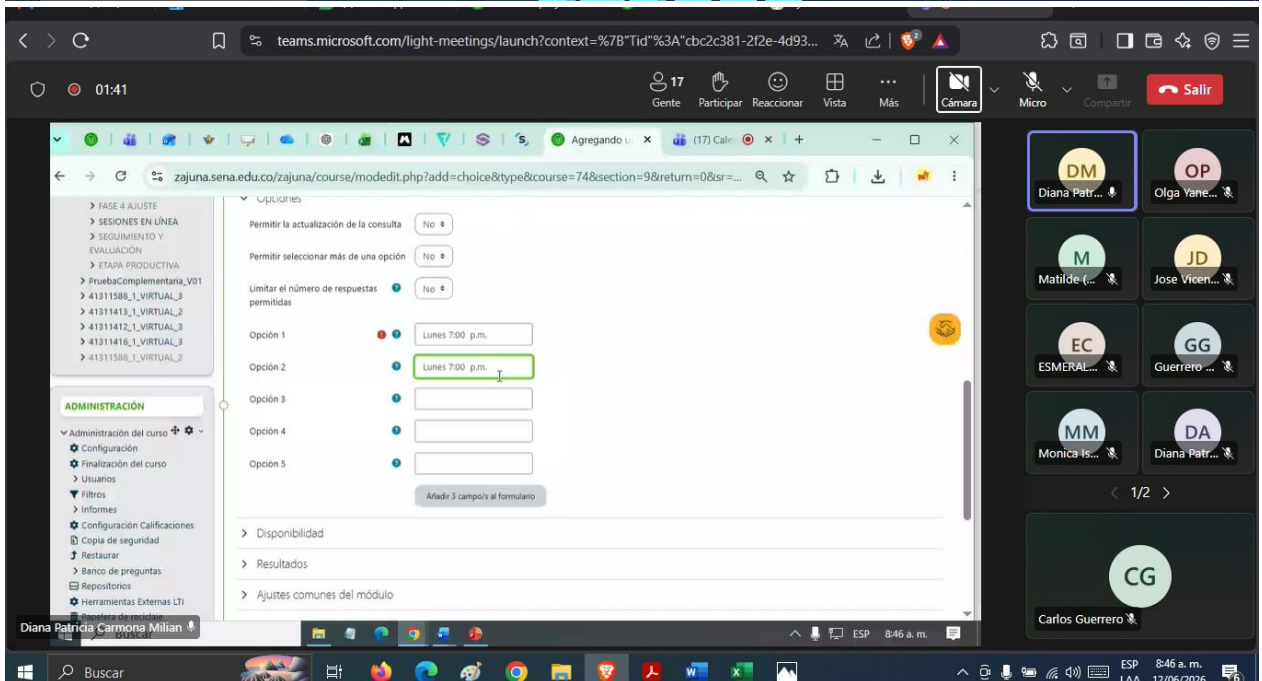 teams.microsoft.com/light-meetings/launch?context=%7B"Tid"%3A"cbc2c381-2f2e-4d93...
2
01:41
17
Gente
Participar
Reaccionar
Vista
Más
Cámara
Micro
Compartir
Salir
Agregando u
(17) Cale
zajuna.sena.edu.co/zajuna/course/modedit.php?add=choice&type&course=74&section=9&return=0&sr=...
FASE 4 AJUSTE
SESIONES EN LÍNEA
SEGUIMIENTO Y
EVALUACIÓN
ETAPA PRODUCTIVA
PruebaComplementaria_V01
41311588_1_VIRTUAL_3
41311413_1_VIRTUAL_2
41311412_1_VIRTUAL_3
41311416_1_VIRTUAL_3
41311588_1_VIRTUAL_2
ADMINISTRACIÓN
Administración del curso
Configuración
Finalización del curso
Usuarios
Filtros
Informes
Configuración Calificaciones
Copia de seguridad
Restaurar
Banco de preguntas
Repositorios
Herramientas Externas LTI
Papelera de reciclaje
Opciones
Permitir la actualización de la consulta
No
Permitir seleccionar más de una opción
No
Limitar el número de respuestas
permitidas
No
Opción 1
Lunes 7:00 p.m.
Opción 2
Lunes 7:00 p.m.
Opción 3
Opción 4
Opción 5
Añadir 3 campo/s al formulario
Disponibilidad
Resultados
Ajustes comunes del módulo
Diana Patricia Carmona Milian
Buscar
ESP
8:46 a. m.
DM
Diana Patr...
OP
Olga Yane...
M
Matilde (...
JD
Jose Vicen...
EC
ESMERAL...
GG
Guerrero ...
MM
Monica Is...
DA
Diana Patr...
1/2
CG
Carlos Guerrero
Buscar
ESP
LAA
8:46 a. m.
12/06/2026
6